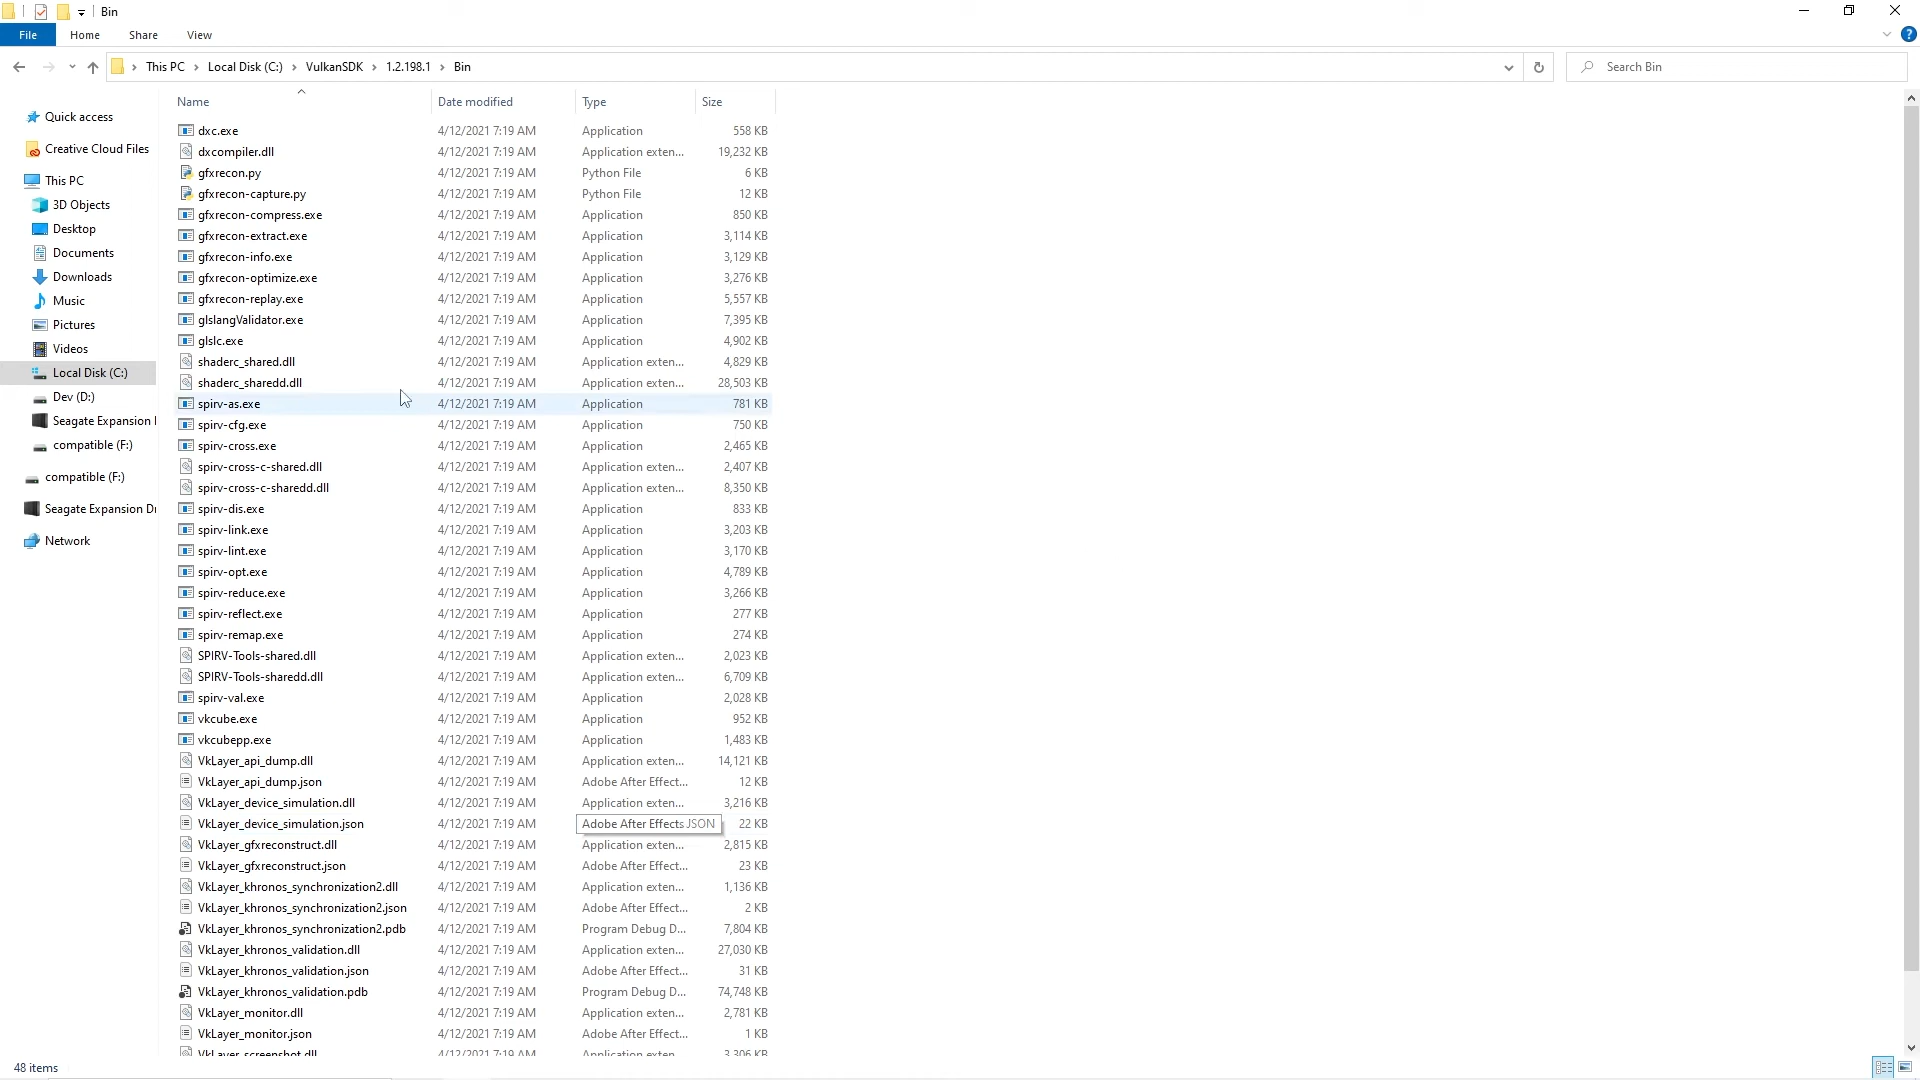 Bin
File Home Share View
This PC Local Disk (C:) VulkanSDK 1.2.198.1 Bin Search Bin
Quick access
Creative Cloud Files
This PC
3D Objects
Desktop
Documents
Downloads
Music
Pictures
Videos
Local Disk (C:)
Dev (D:)
Seagate Expansion
compatible (F:)
compatible (F:)
Seagate Expansion Dr
Network
Name Date modified Type Size
dxc.exe 4/12/2021 7:19 AM Application 558 KB
dxcompiler.dll 4/12/2021 7:19 AM Application exten... 19,232 KB
gfxrecon.py 4/12/2021 7:19 AM Python File 6 KB
gfxrecon-capture.py 4/12/2021 7:19 AM Python File 12 KB
gfxrecon-compress.exe 4/12/2021 7:19 AM Application 850 KB
gfxrecon-extract.exe 4/12/2021 7:19 AM Application 3,114 KB
gfxrecon-info.exe 4/12/2021 7:19 AM Application 3,129 KB
gfxrecon-optimize.exe 4/12/2021 7:19 AM Application 3,276 KB
gfxrecon-replay.exe 4/12/2021 7:19 AM Application 5,557 KB
glslangValidator.exe 4/12/2021 7:19 AM Application 7,395 KB
glslc.exe 4/12/2021 7:19 AM Application 4,902 KB
shaderc_shared.dll 4/12/2021 7:19 AM Application exten... 4,829 KB
shaderc_sharedd.dll 4/12/2021 7:19 AM Application exten... 28,503 KB
spirv-as.exe 4/12/2021 7:19 AM Application 781 KB
spirv-cfg.exe 4/12/2021 7:19 AM Application 750 KB
spirv-cross.exe 4/12/2021 7:19 AM Application 2,465 KB
spirv-cross-c-shared.dll 4/12/2021 7:19 AM Application exten... 2,407 KB
spirv-cross-c-sharedd.dll 4/12/2021 7:19 AM Application exten... 8,350 KB
spirv-dis.exe 4/12/2021 7:19 AM Application 833 KB
spirv-link.exe 4/12/2021 7:19 AM Application 3,203 KB
spirv-lint.exe 4/12/2021 7:19 AM Application 3,170 KB
spirv-opt.exe 4/12/2021 7:19 AM Application 4,789 KB
spirv-reduce.exe 4/12/2021 7:19 AM Application 3,266 KB
spirv-reflect.exe 4/12/2021 7:19 AM Application 277 KB
spirv-remap.exe 4/12/2021 7:19 AM Application 274 KB
SPIRV-Tools-shared.dll 4/12/2021 7:19 AM Application exten... 2,023 KB
SPIRV-Tools-sharedd.dll 4/12/2021 7:19 AM Application exten... 6,709 KB
spirv-val.exe 4/12/2021 7:19 AM Application 2,028 KB
vkcube.exe 4/12/2021 7:19 AM Application 952 KB
vkcubepp.exe 4/12/2021 7:19 AM Application 1,483 KB
VkLayer_api_dump.dll 4/12/2021 7:19 AM Application exten... 14,121 KB
VkLayer_api_dump.json 4/12/2021 7:19 AM Adobe After Effect... 12 KB
VkLayer_device_simulation.dll 4/12/2021 7:19 AM Application exten... 3,216 KB
VkLayer_device_simulation.json 4/12/2021 7:19 AM Adobe After Effects JSON 22 KB
VkLayer_gfxreconstruct.dll 4/12/2021 7:19 AM Application exten... 2,815 KB
VkLayer_gfxreconstruct.json 4/12/2021 7:19 AM Adobe After Effect... 23 KB
VkLayer_khronos_synchronization2.dll 4/12/2021 7:19 AM Application exten... 1,136 KB
VkLayer_khronos_synchronization2.json 4/12/2021 7:19 AM Adobe After Effect... 2 KB
VkLayer_khronos_synchronization2.pdb 4/12/2021 7:19 AM Program Debug D... 7,804 KB
VkLayer_khronos_validation.dll 4/12/2021 7:19 AM Application exten... 27,030 KB
VkLayer_khronos_validation.json 4/12/2021 7:19 AM Adobe After Effect... 31 KB
VkLayer_khronos_validation.pdb 4/12/2021 7:19 AM Program Debug D... 74,748 KB
VkLayer_monitor.dll 4/12/2021 7:19 AM Application exten... 2,781 KB
VkLayer_monitor.json 4/12/2021 7:19 AM Adobe After Effect... 1 KB
VkLayer_screenshot.dll 4/12/2021 7:19 AM Application exten... 3,306 KB
48 items